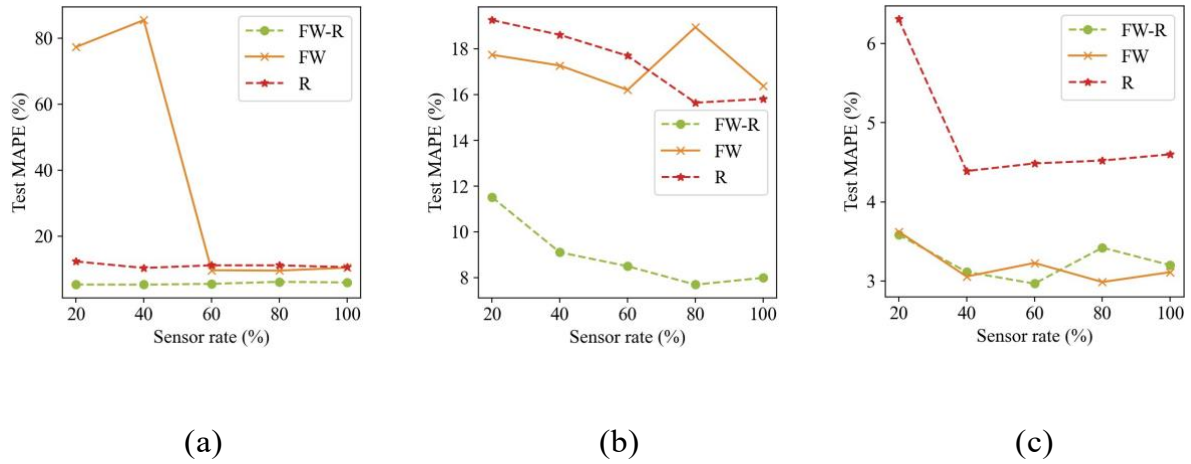 Test MAPE (%)
80
60
40
20
FW-R
FW
R
20 40 60 80 100
Sensor rate (%)
(a)
Test MAPE (%)
18
16
14
12
10
8
FW-R
FW
R
20 40 60 80 100
Sensor rate (%)
(b)
Test MAPE (%)
6
5
4
3
FW-R
FW
R
20 40 60 80 100
Sensor rate (%)
(c)